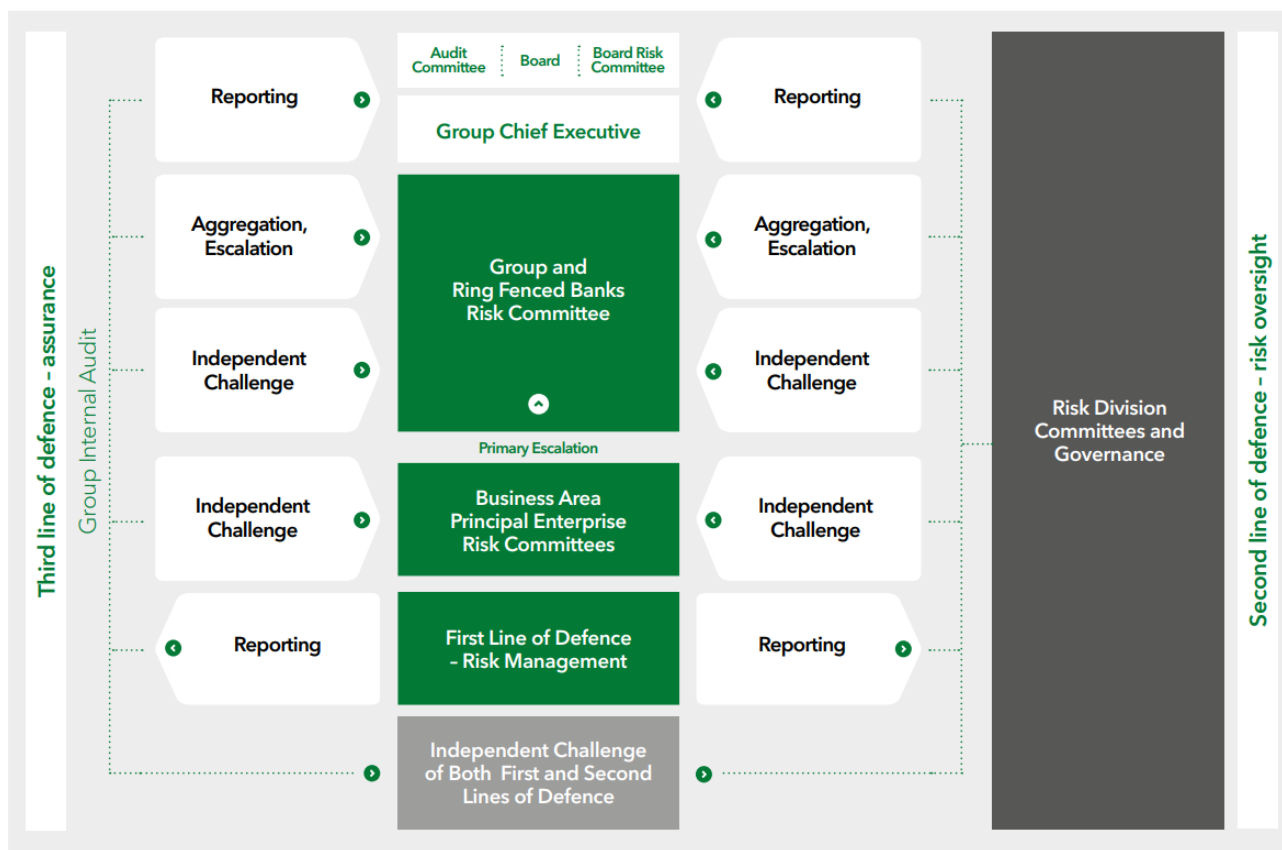 Third line of defence – assurance
Group Internal Audit
Audit
Committee
Board
Board Risk
Committee
Reporting
Group Chief Executive
Reporting
Aggregation,
Escalation
Group and
Ring Fenced Banks
Risk Committee
Aggregation,
Escalation
Independent
Challenge
Independent
Challenge
Primary Escalation
Independent
Challenge
Business Area
Principal Enterprise
Risk Committees
Independent
Challenge
Reporting
First Line of Defence
– Risk Management
Reporting
Independent Challenge
of Both First and Second
Lines of Defence
Risk Division
Committees and
Governance
Second line of defence – risk oversight